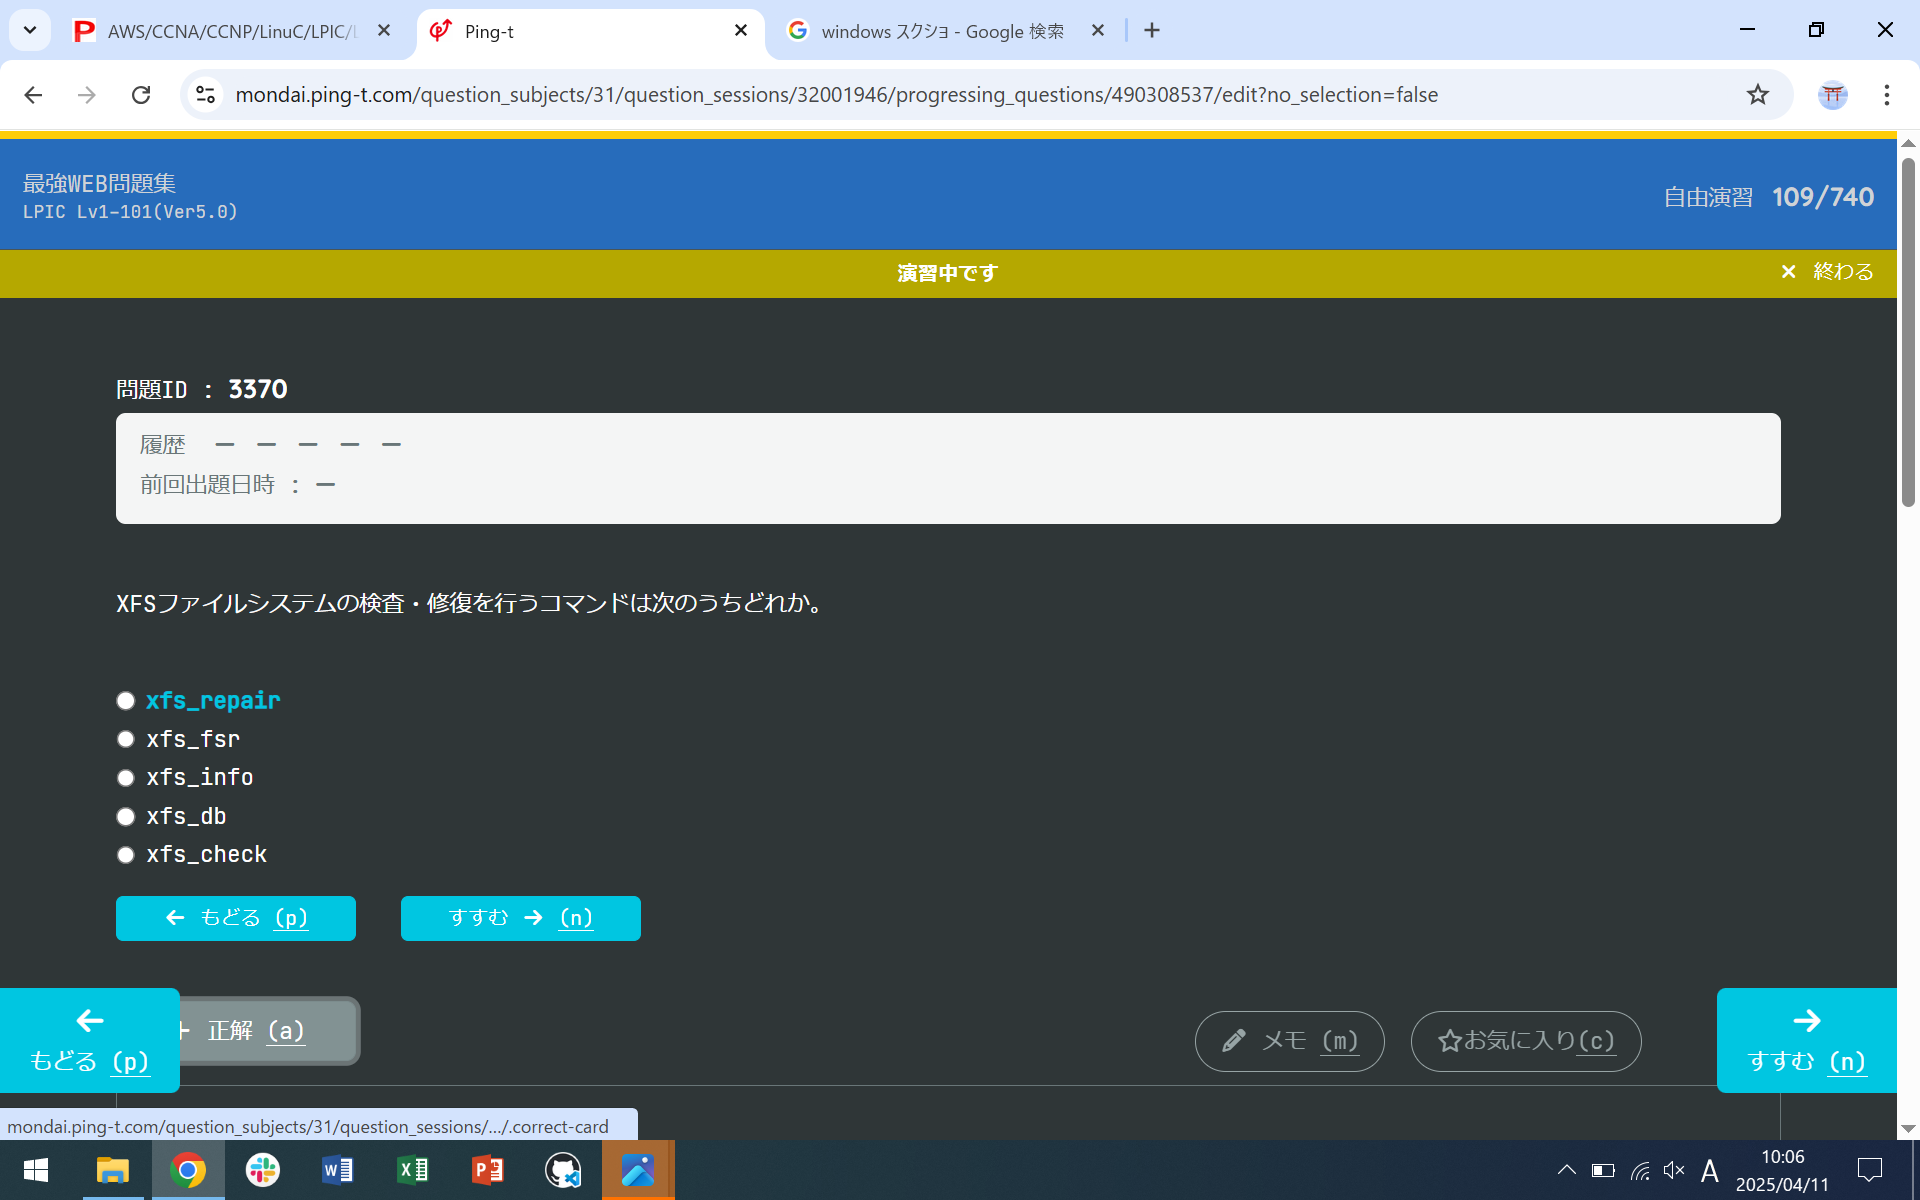 AWS/CCNA/CCNP/LinuC/LPIC/
Ping-t
windows スクショ - Google 検索
mondai.ping-t.com/question_subjects/31/question_sessions/32001946/progressing_questions/490308537/edit?no_selection=false
最強WEB問題集
LPIC Lv1-101(Ver5.0)
自由演習 109/740
演習中です
× 終わる
問題ID : 3370
履歴 ー ー ー ー ー
前回出題日時 : ー
XFSファイルシステムの検査・修復を行うコマンドは次のうちどれか。
xfs_repair
xfs_fsr
xfs_info
xfs_db
xfs_check
← もどる (p)
すすむ → (n)
正解 (a)
メモ (m)
☆お気に入り(c)
← もどる (p)
→ すすむ (n)
mondai.ping-t.com/question_subjects/31/question_sessions/.../.correct-card
A
10:06
2025/04/11